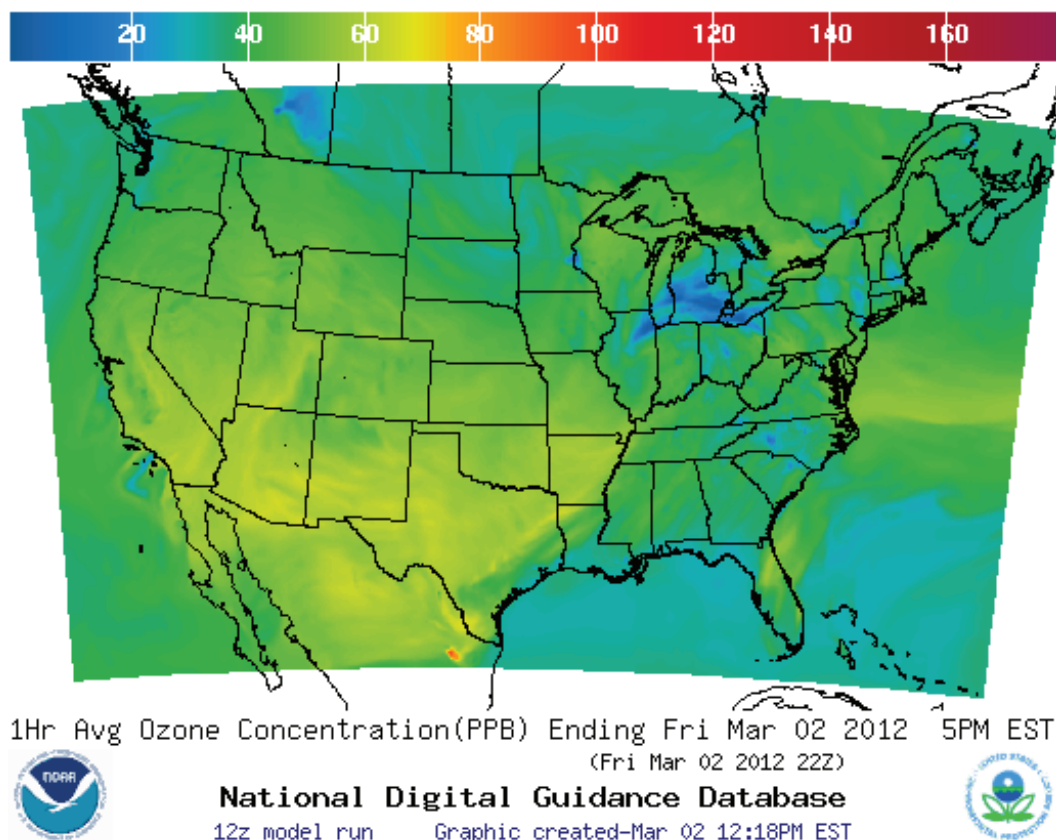 20 40 60 80 100 120 140 160
1Hr Avg Ozone Concentration(PPB) Ending Fri Mar 02 2012 5PM EST
(Fri Mar 02 2012 22Z)
NOAA
National Digital Guidance Database
12z model run Graphic created-Mar 02 12:18PM EST